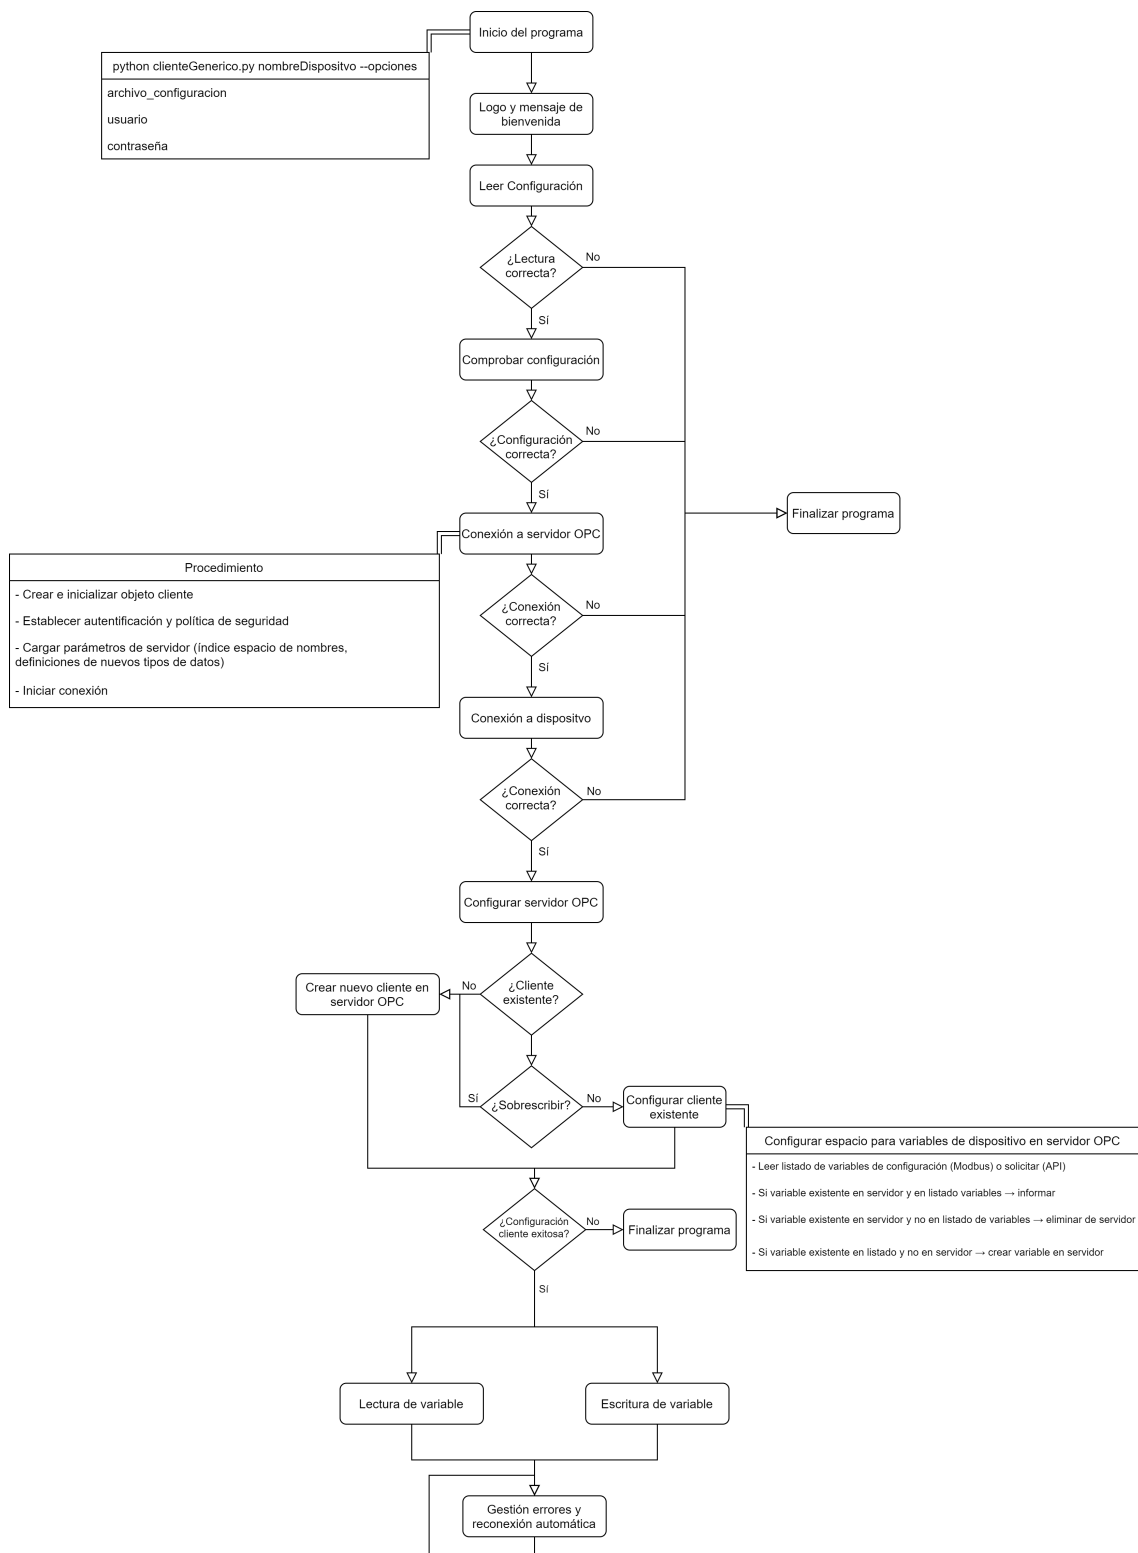 Inicio del programa
python clienteGenerico.py nombreDispositvo --opciones
archivo_configuracion
usuario
contraseña
Logo y mensaje de
bienvenida
Leer Configuración
¿Lectura
correcta?
No
Sí
Comprobar configuración
¿Configuración
correcta?
No
Sí
Finalizar programa
Conexión a servidor OPC
Procedimiento
- Crear e inicializar objeto cliente
- Establecer autentificación y política de seguridad
- Cargar parámetros de servidor (índice espacio de nombres,
definiciones de nuevos tipos de datos)
- Iniciar conexión
¿Conexión
correcta?
No
Sí
Conexión a dispositvo
¿Conexión
correcta?
No
Sí
Configurar servidor OPC
¿Cliente
existente?
No
Crear nuevo cliente en
servidor OPC
¿Sobrescribir?
Sí
No
Configurar cliente
existente
Configurar espacio para variables de dispositivo en servidor OPC
- Leer listado de variables de configuración (Modbus) o solicitar (API)
- Si variable existente en servidor y en listado variables → informar
- Si variable existente en servidor y no en listado de variables → eliminar de servidor
- Si variable existente en listado y no en servidor → crear variable en servidor
¿Configuración
cliente exitosa?
No
Finalizar programa
Sí
Lectura de variable
Escritura de variable
Gestión errores y
reconexión automática